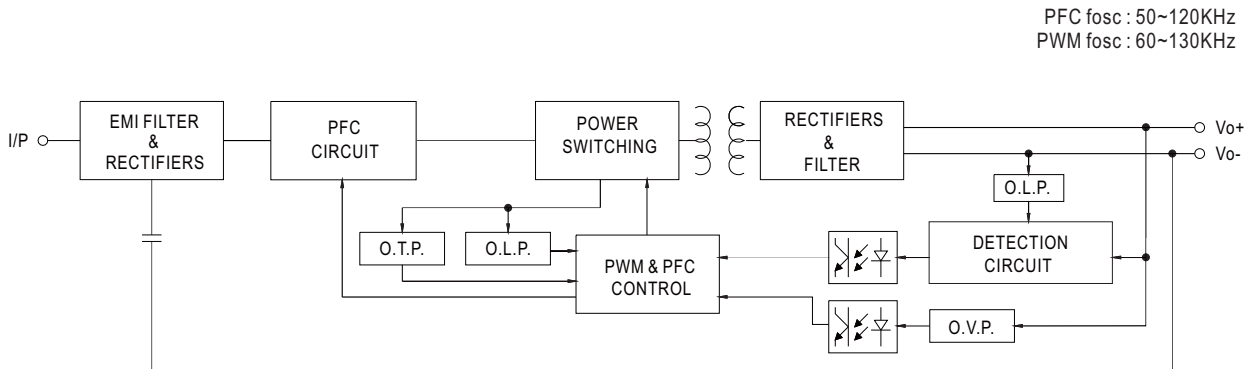 PFC fosc : 50~120KHz
PWM fosc : 60~130KHz
I/P
EMI FILTER
&
RECTIFIERS
PFC
CIRCUIT
POWER
SWITCHING
RECTIFIERS
&
FILTER
Vo+
Vo-
O.L.P.
O.T.P.
O.L.P.
PWM & PFC
CONTROL
DETECTION
CIRCUIT
O.V.P.